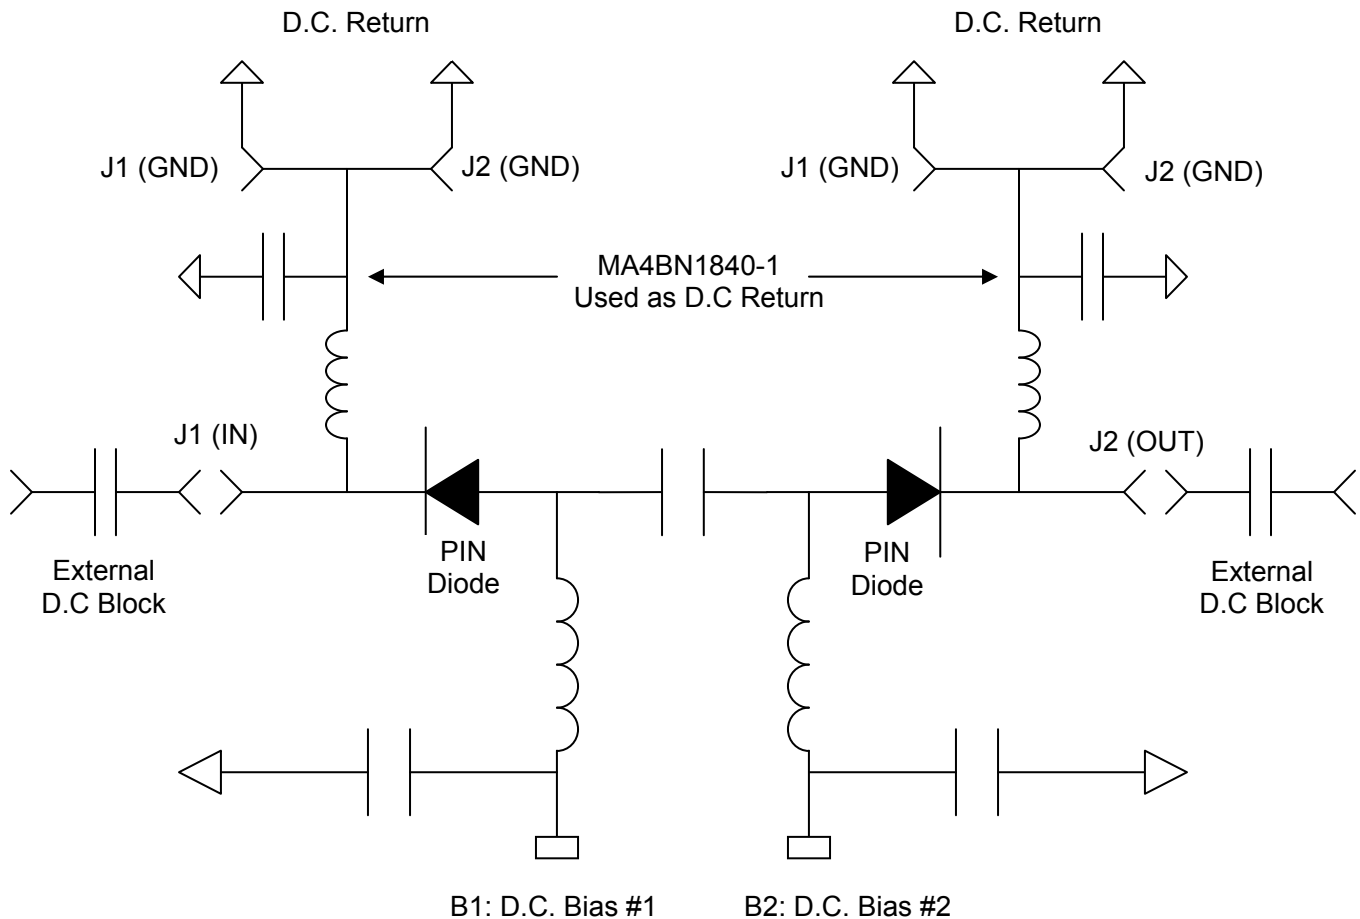 D.C. Return
D.C. Return
J1 (GND)
J2 (GND)
J1 (GND)
J2 (GND)
MA4BN1840-1
Used as D.C Return
J1 (IN)
J2 (OUT)
PIN
Diode
PIN
Diode
External
D.C Block
External
D.C Block
B1: D.C. Bias #1
B2: D.C. Bias #2